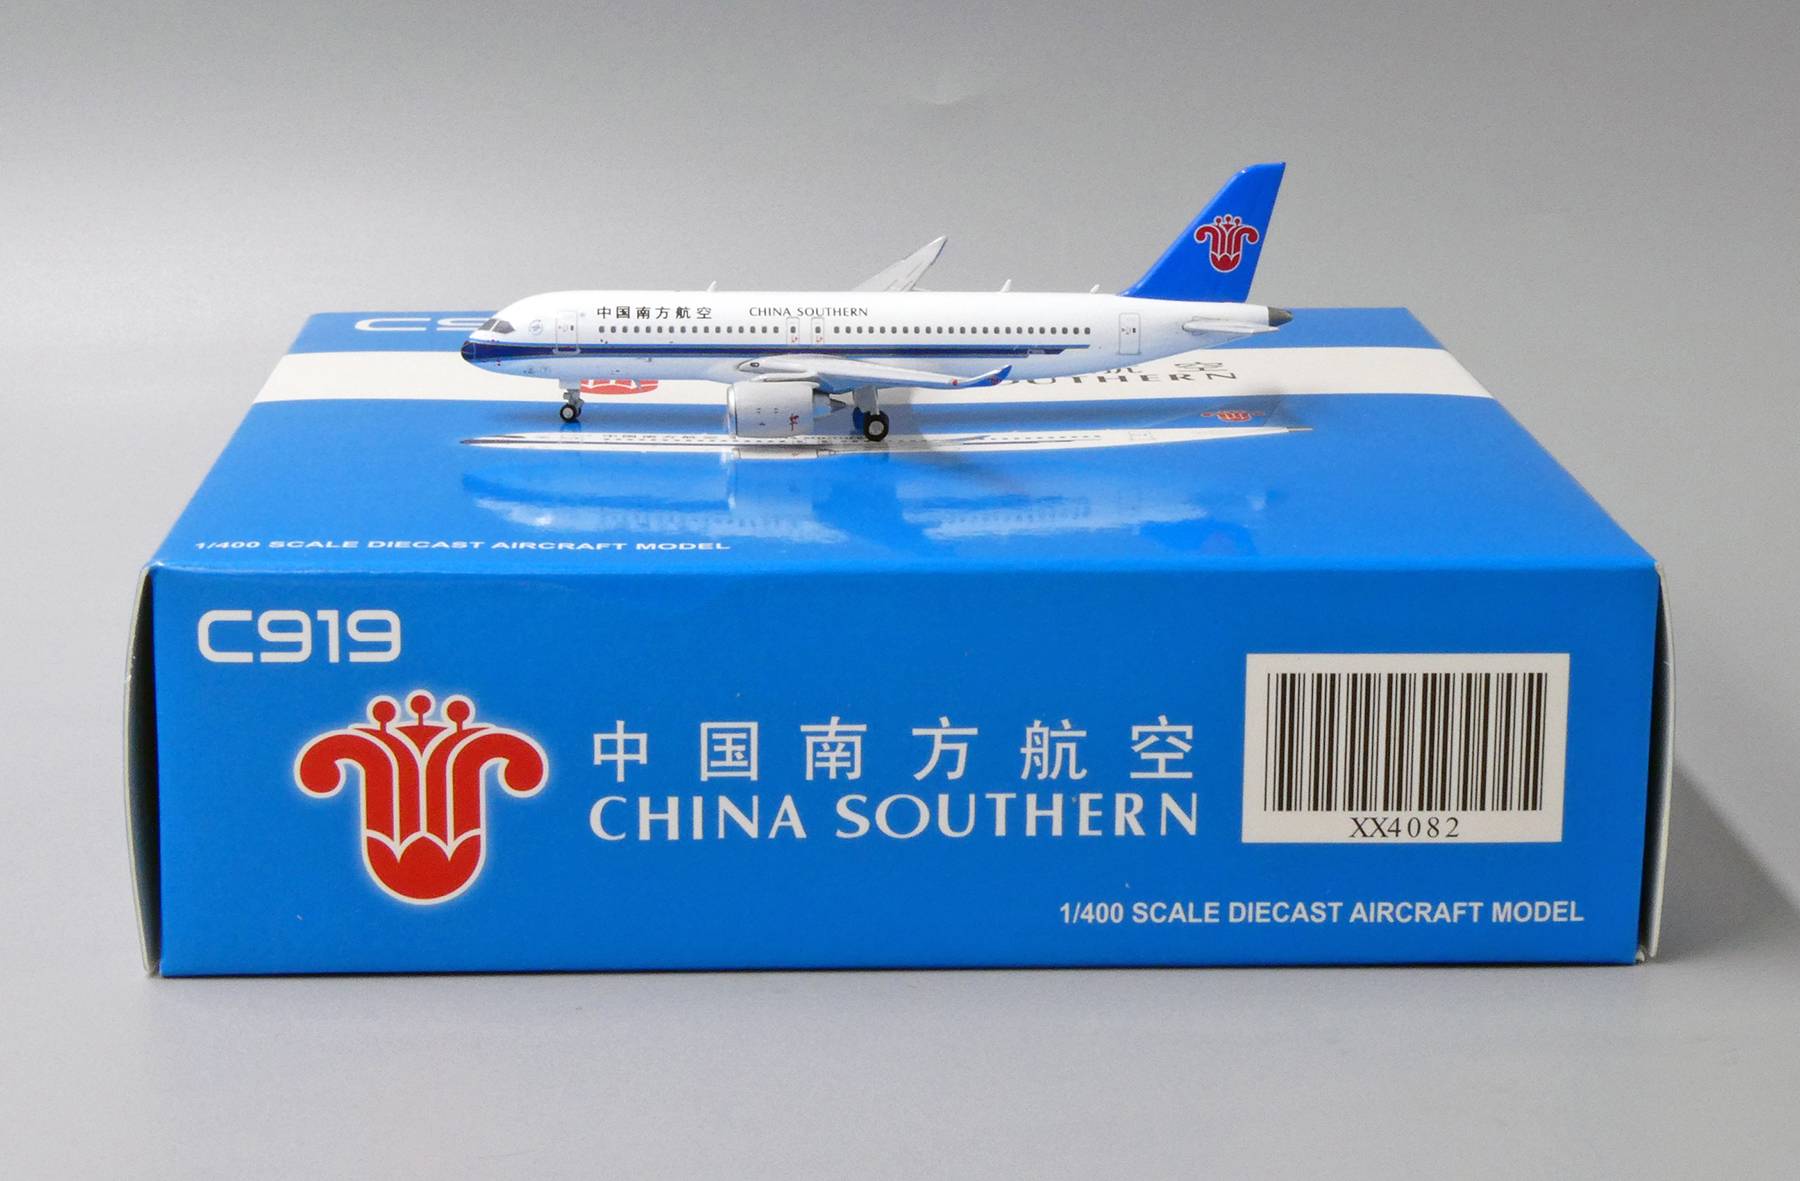 中国南方航空 CHINA SOUTHERN
SOUTHERN
1/400 SCALE DIECAST AIRCRAFT MODEL
C919
中国南方航空
CHINA SOUTHERN
XX4082
1/400 SCALE DIECAST AIRCRAFT MODEL